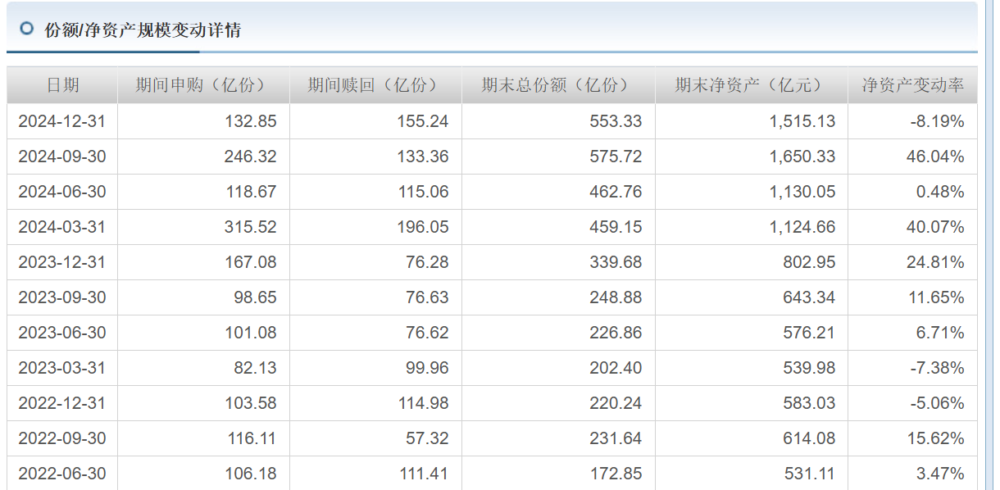 份额/净资产规模变动详情
日期 期间申购（亿份） 期间赎回（亿份） 期末总份额（亿份） 期末净资产（亿元） 净资产变动率
2024-12-31 132.85 155.24 553.33 1,515.13 -8.19%
2024-09-30 246.32 133.36 575.72 1,650.33 46.04%
2024-06-30 118.67 115.06 462.76 1,130.05 0.48%
2024-03-31 315.52 196.05 459.15 1,124.66 40.07%
2023-12-31 167.08 76.28 339.68 802.95 24.81%
2023-09-30 98.65 76.63 248.88 643.34 11.65%
2023-06-30 101.08 76.62 226.86 576.21 6.71%
2023-03-31 82.13 99.96 202.40 539.98 -7.38%
2022-12-31 103.58 114.98 220.24 583.03 -5.06%
2022-09-30 116.11 57.32 231.64 614.08 15.62%
2022-06-30 106.18 111.41 172.85 531.11 3.47%